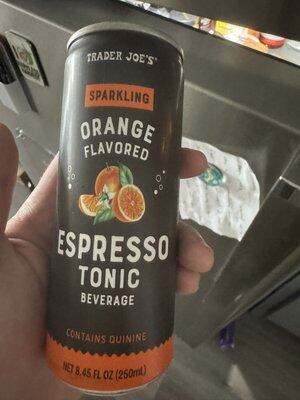 TRADER JOE'S
SPARKLING
ORANGE
FLAVORED
ESPRESSO
TONIC
BEVERAGE
CONTAINS QUININE
NET 8.45 FL OZ (250mL)